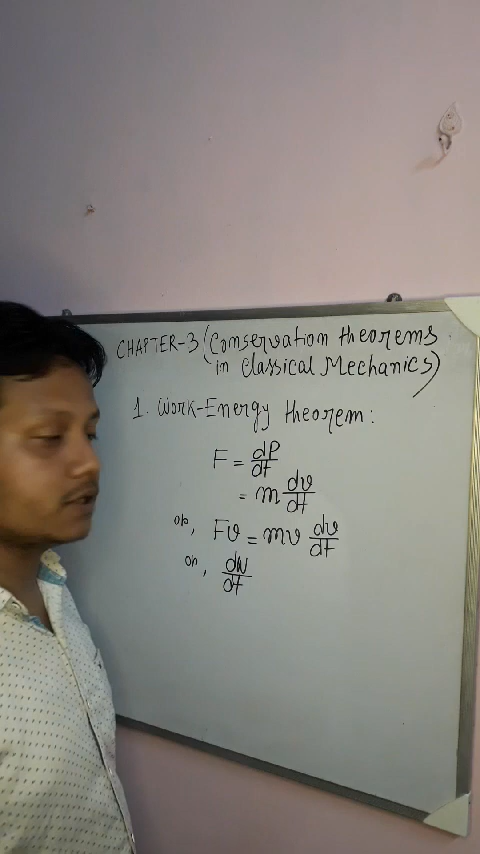 CHAPTER-3 (Conservation theorems
in Classical Mechanics)
1. Work-Energy theorem:
F = dP/dt
= m dv/dt
or, Fv = mv dv/dt
or, dW/dt